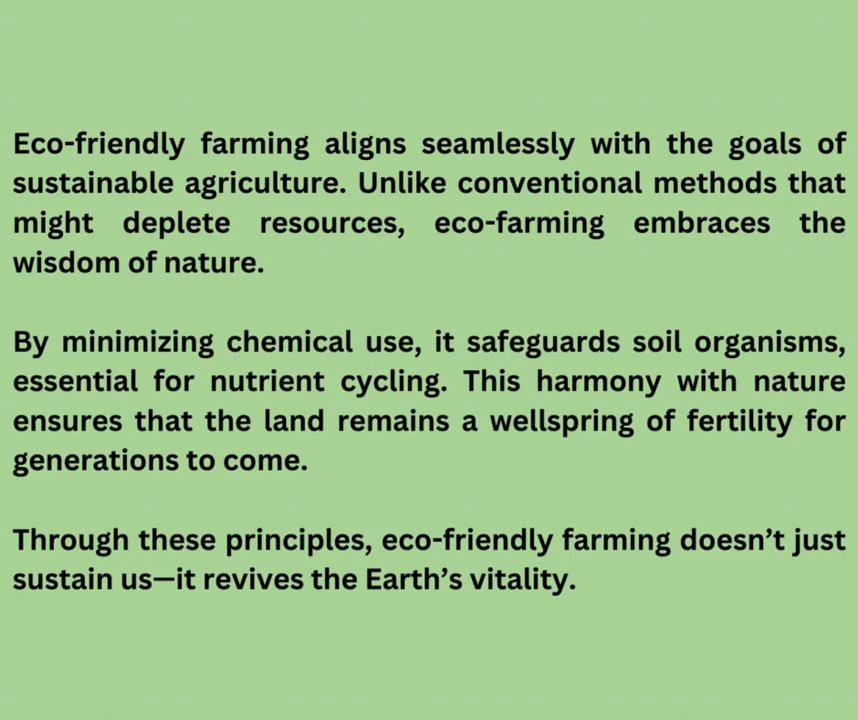 Eco-friendly farming aligns seamlessly with the goals of
sustainable agriculture. Unlike conventional methods that
might deplete resources, eco-farming embraces the
wisdom of nature.
By minimizing chemical use, it safeguards soil organisms,
essential for nutrient cycling. This harmony with nature
ensures that the land remains a wellspring of fertility for
generations to come.
Through these principles, eco-friendly farming doesn’t just
sustain us—it revives the Earth’s vitality.